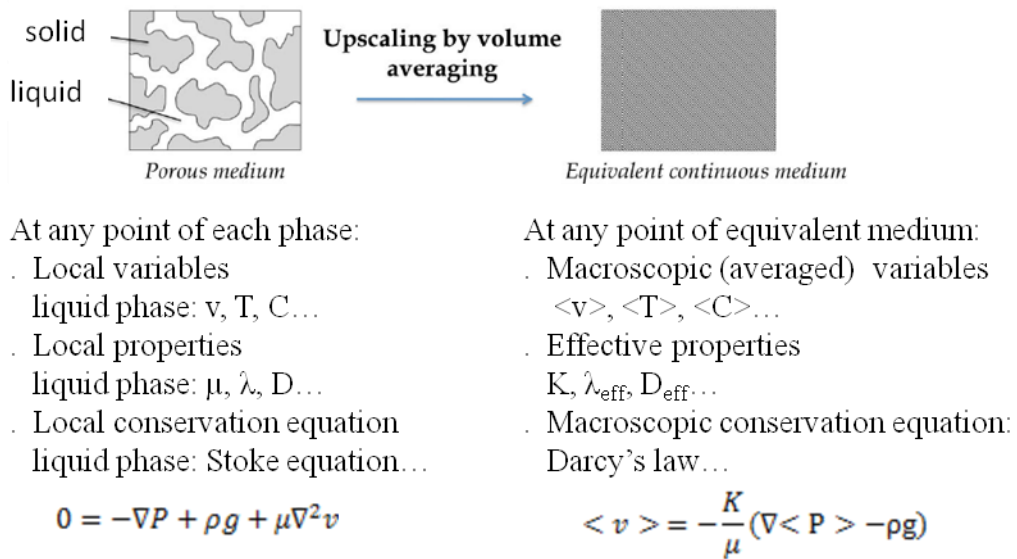 solid
liquid
Upscaling by volume
averaging
Porous medium
Equivalent continuous medium
At any point of each phase:
. Local variables
liquid phase: v, T, C…
. Local properties
liquid phase: μ, λ, D…
. Local conservation equation
liquid phase: Stoke equation…
0 = −∇P + ρg + μ∇²v
At any point of equivalent medium:
. Macroscopic (averaged) variables
<v>, <T>, <C>…
. Effective properties
K, λeff, Deff…
. Macroscopic conservation equation:
Darcy’s law…
< v > = −K/μ (∇< P > −ρg)